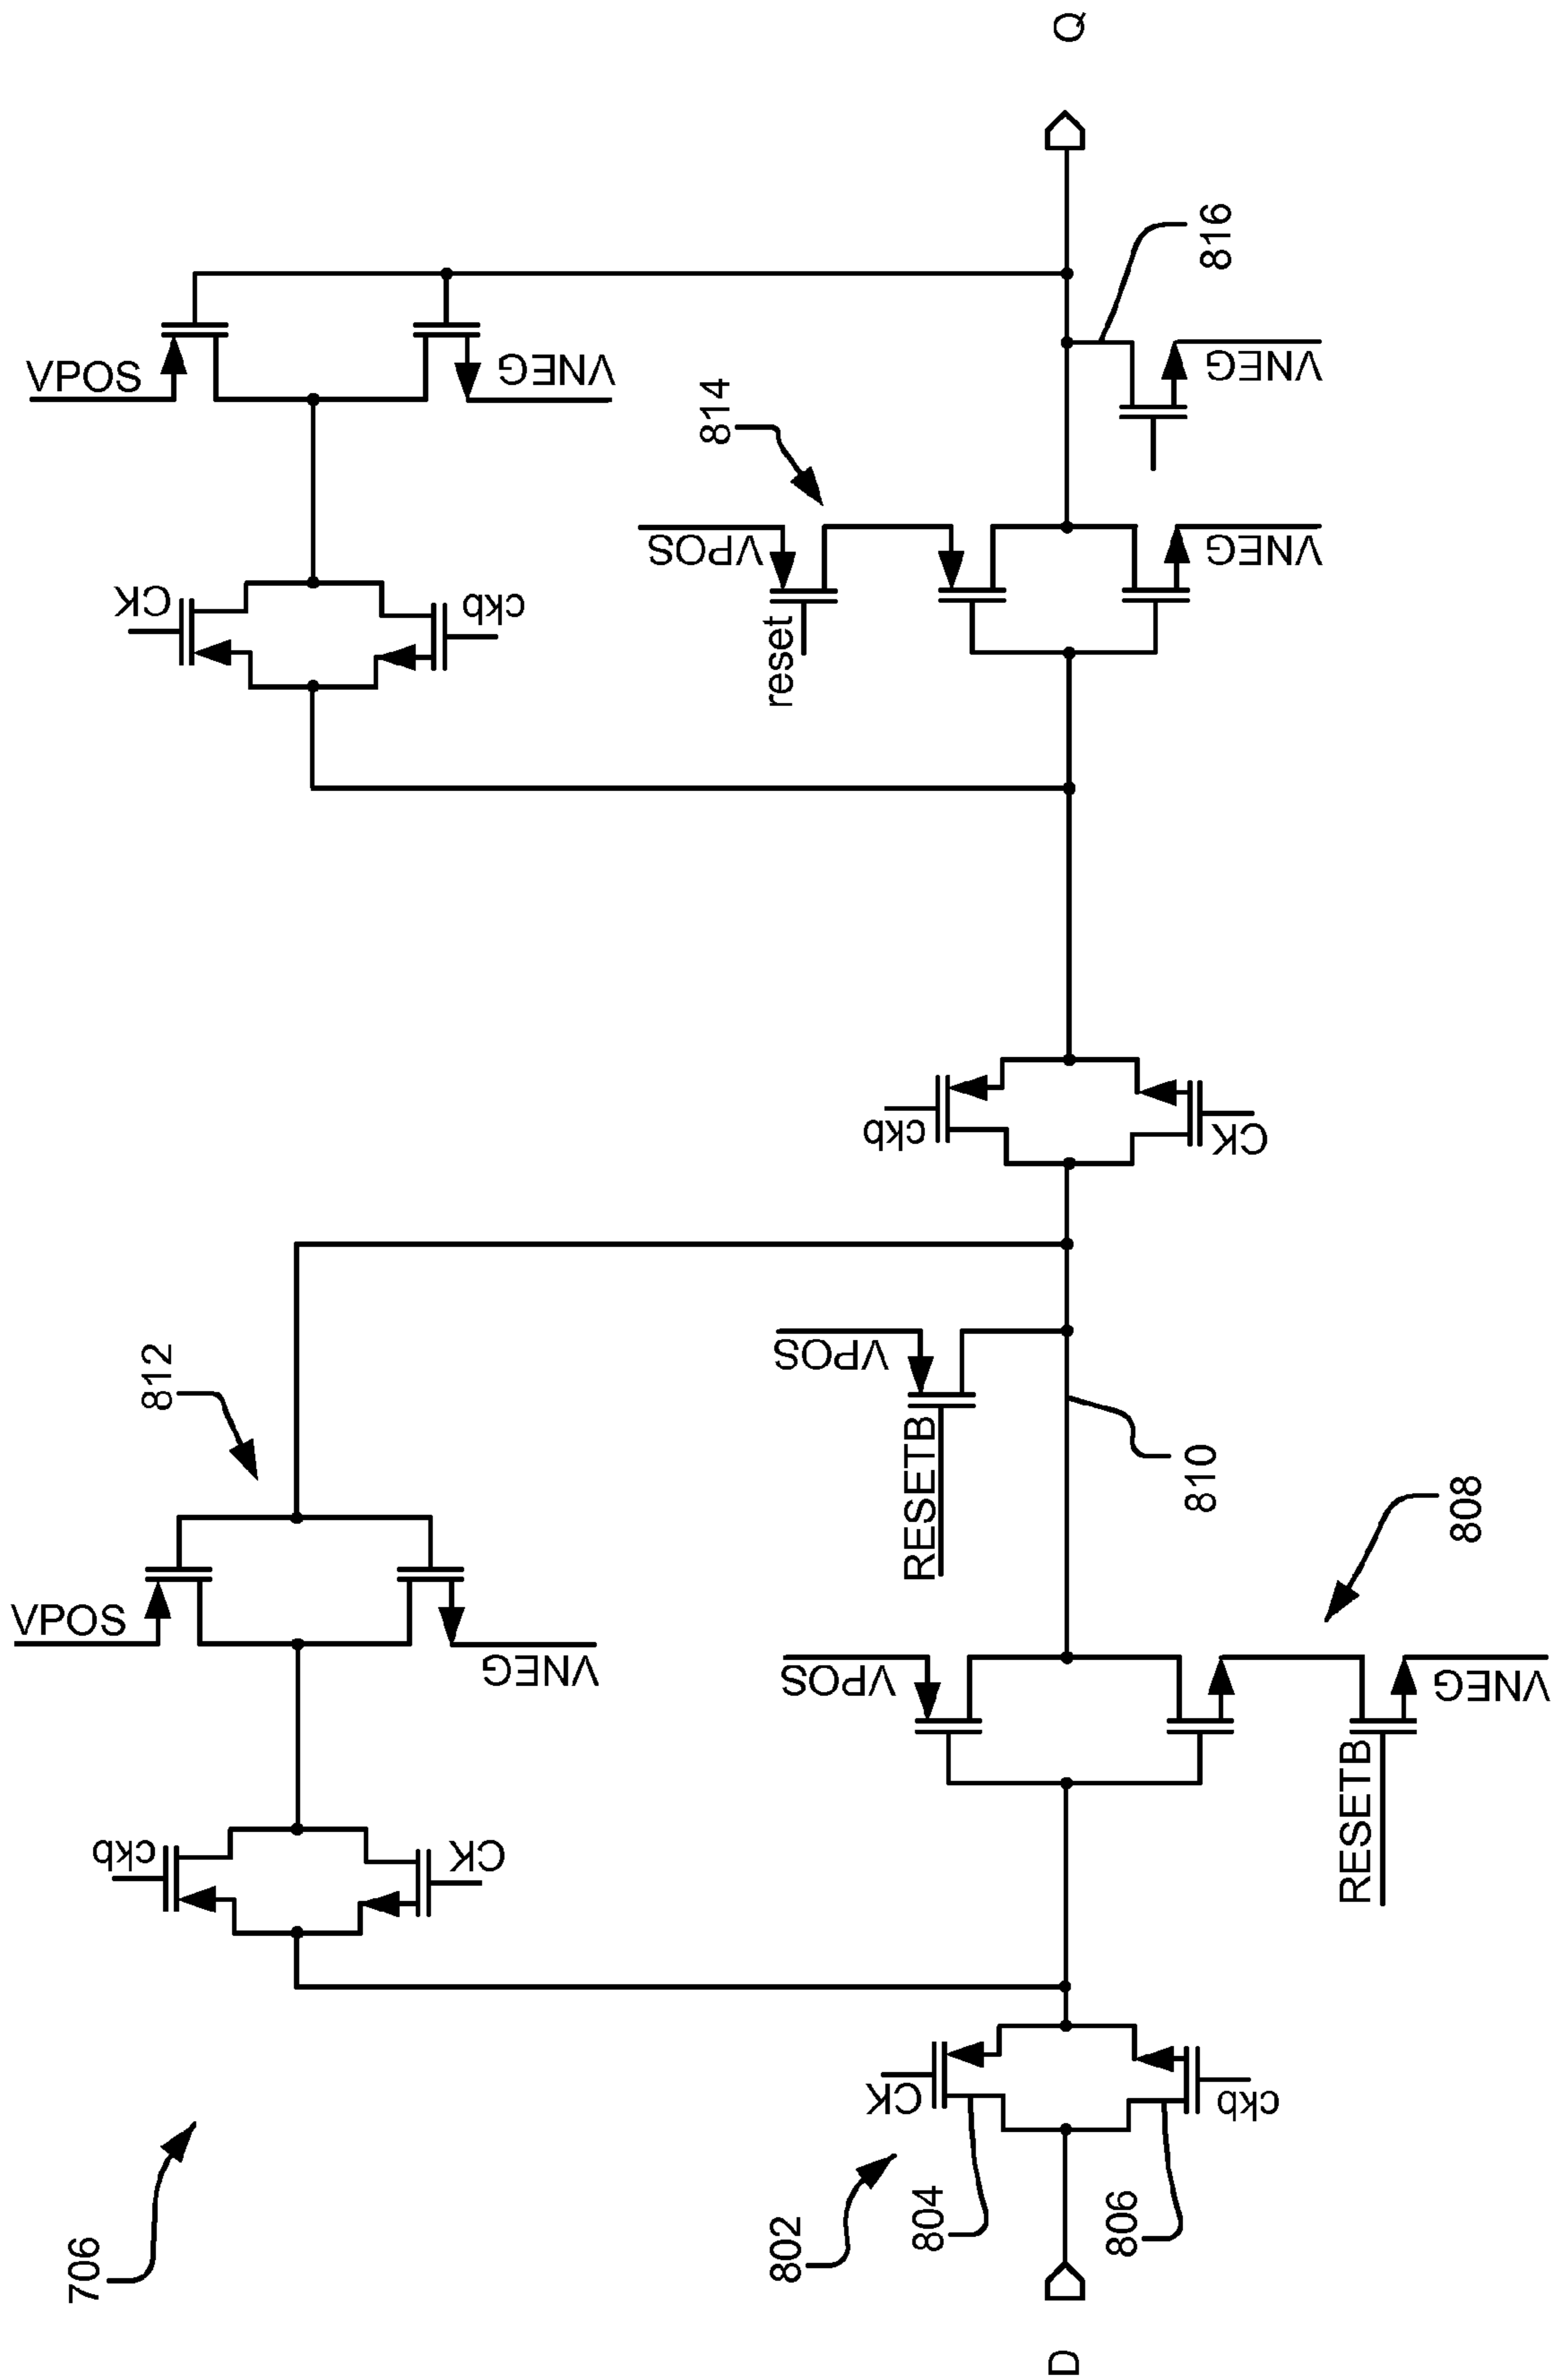 706
D
802
804
806
CK
ckb
ckb
CK
VPOS
VNEG
812
VPOS
VNEG
RESETB
VNEG
808
RESETB
VPOS
810
ckb
CK
CK
ckb
VPOS
VNEG
reset
VPOS
814
VNEG
VNEG
816
Q